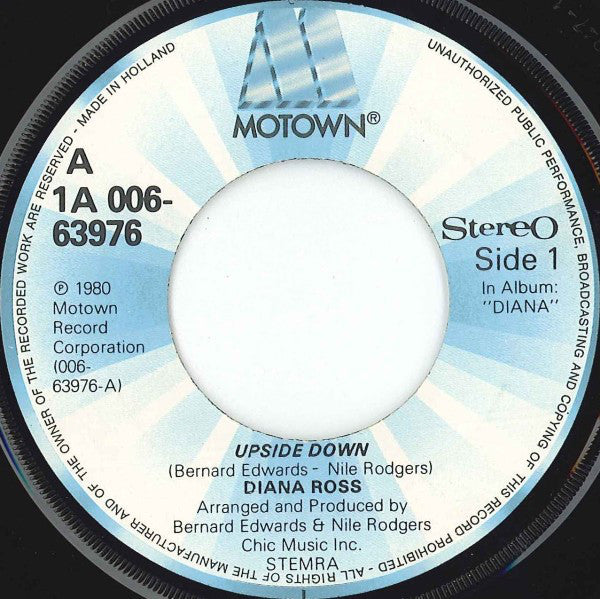 MOTOWN®
A
1A 006-
63976
℗ 1980
Motown
Record
Corporation
(006-
63976-A)
Stereo
Side 1
In Album:
"DIANA"
UPSIDE DOWN
(Bernard Edwards - Nile Rodgers)
DIANA ROSS
Arranged and Produced by
Bernard Edwards & Nile Rodgers
Chic Music Inc.
STEMRA
UNAUTHORIZED PUBLIC PERFORMANCE, BROADCASTING AND COPYING OF THIS RECORD PROHIBITED - ALL RIGHTS OF THE MANUFACTURER AND OF THE OWNER OF THE RECORDED WORK ARE RESERVED - MADE IN HOLLAND